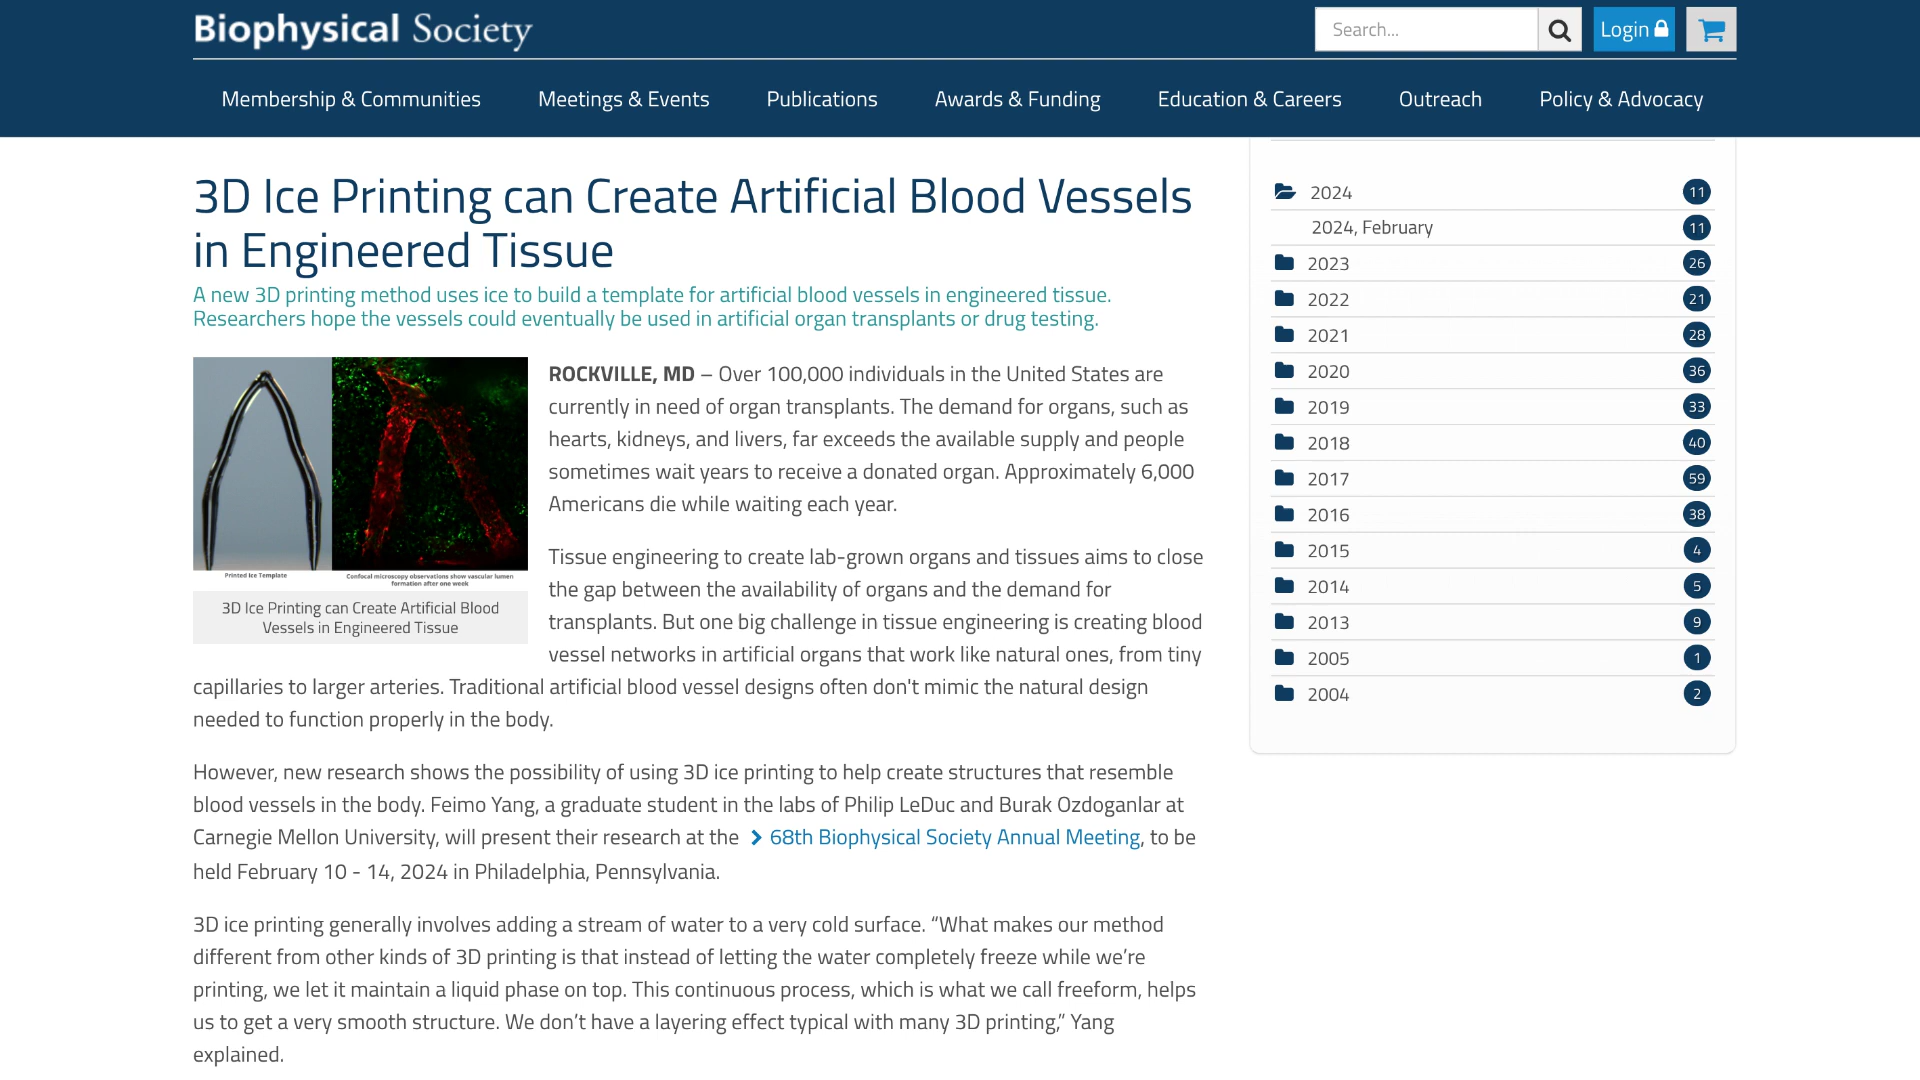 Biophysical Society
Search...
Login
Membership & Communities
Meetings & Events
Publications
Awards & Funding
Education & Careers
Outreach
Policy & Advocacy
3D Ice Printing can Create Artificial Blood Vessels
in Engineered Tissue
A new 3D printing method uses ice to build a template for artificial blood vessels in engineered tissue.
Researchers hope the vessels could eventually be used in artificial organ transplants or drug testing.
Printed Ice Template
Confocal microscopy observations show vascular lumen
formation after one week
3D Ice Printing can Create Artificial Blood
Vessels in Engineered Tissue
ROCKVILLE, MD – Over 100,000 individuals in the United States are
currently in need of organ transplants. The demand for organs, such as
hearts, kidneys, and livers, far exceeds the available supply and people
sometimes wait years to receive a donated organ. Approximately 6,000
Americans die while waiting each year.
Tissue engineering to create lab-grown organs and tissues aims to close
the gap between the availability of organs and the demand for
transplants. But one big challenge in tissue engineering is creating blood
vessel networks in artificial organs that work like natural ones, from tiny
capillaries to larger arteries. Traditional artificial blood vessel designs often don't mimic the natural design
needed to function properly in the body.
However, new research shows the possibility of using 3D ice printing to help create structures that resemble
blood vessels in the body. Feimo Yang, a graduate student in the labs of Philip LeDuc and Burak Ozdoganlar at
Carnegie Mellon University, will present their research at the 68th Biophysical Society Annual Meeting, to be
held February 10 - 14, 2024 in Philadelphia, Pennsylvania.
3D ice printing generally involves adding a stream of water to a very cold surface. “What makes our method
different from other kinds of 3D printing is that instead of letting the water completely freeze while we’re
printing, we let it maintain a liquid phase on top. This continuous process, which is what we call freeform, helps
us to get a very smooth structure. We don’t have a layering effect typical with many 3D printing,” Yang
explained.
2024 11
2024, February 11
2023 26
2022 21
2021 28
2020 36
2019 33
2018 40
2017 59
2016 38
2015 4
2014 5
2013 9
2005 1
2004 2